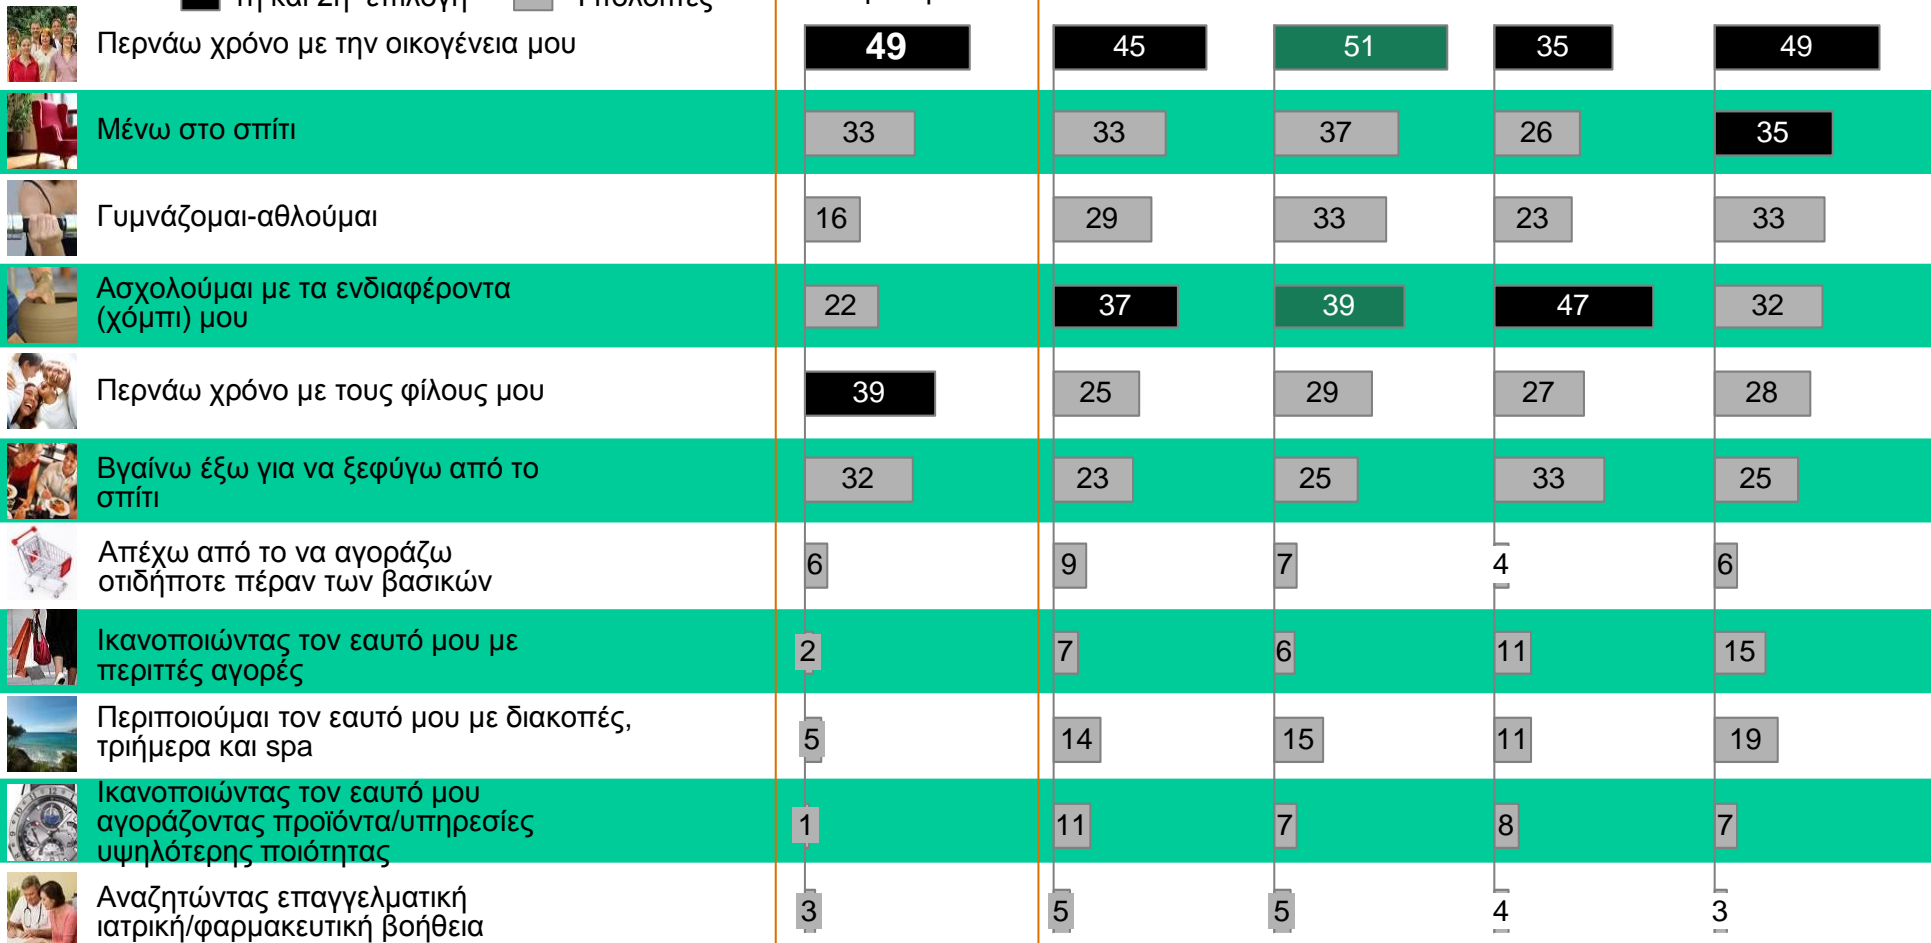 Περνάω χρόνο με την οικογένεια μου 49 45 51 35 49
Μένω στο σπίτι 33 33 37 26 35
Γυμνάζομαι-αθλούμαι 16 29 33 23 33
Ασχολούμαι με τα ενδιαφέροντα
(χόμπι) μου 22 37 39 47 32
Περνάω χρόνο με τους φίλους μου 39 25 29 27 28
Βγαίνω έξω για να ξεφύγω από το
σπίτι 32 23 25 33 25
Απέχω από το να αγοράζω
οτιδήποτε πέραν των βασικών 6 9 7 4 6
Ικανοποιώντας τον εαυτό μου με
περιττές αγορές 2 7 6 11 15
Περιποιούμαι τον εαυτό μου με διακοπές,
τριήμερα και spa 5 14 15 11 19
Ικανοποιώντας τον εαυτό μου
αγοράζοντας προϊόντα/υπηρεσίες
υψηλότερης ποιότητας 1 11 7 8 7
Αναζητώντας επαγγελματική
ιατρική/φαρμακευτική βοήθεια 3 5 5 4 3